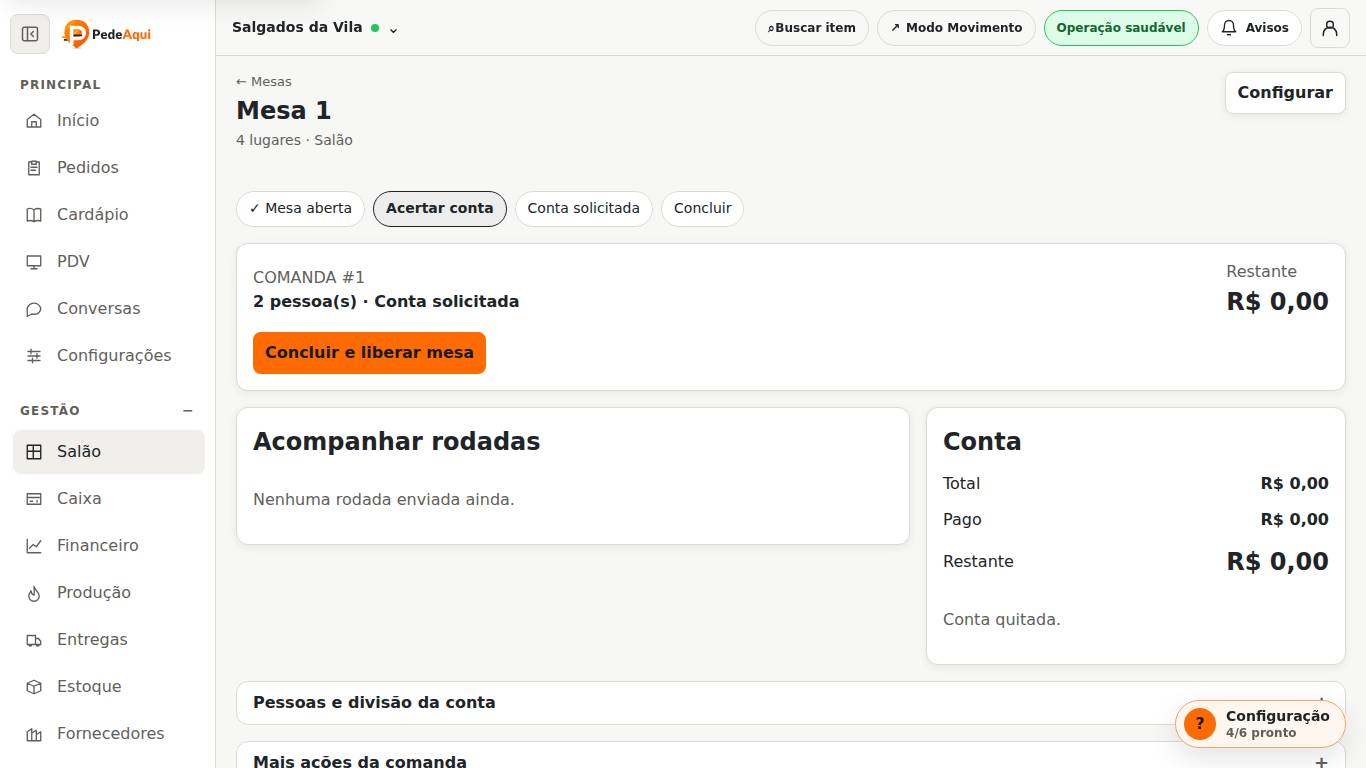 PedeAqui
Salgados da Vila
Buscar item
↗ Modo Movimento
Operação saudável
Avisos
PRINCIPAL
Início
Pedidos
Cardápio
PDV
Conversas
Configurações
GESTÃO −
Salão
Caixa
Financeiro
Produção
Entregas
Estoque
Fornecedores
← Mesas
Mesa 1
4 lugares · Salão
Configurar
✓ Mesa aberta
Acertar conta
Conta solicitada
Concluir
COMANDA #1
2 pessoa(s) · Conta solicitada
Restante
R$ 0,00
Concluir e liberar mesa
Acompanhar rodadas
Nenhuma rodada enviada ainda.
Conta
Total R$ 0,00
Pago R$ 0,00
Restante R$ 0,00
Conta quitada.
Pessoas e divisão da conta
Mais ações da comanda +
? Configuração
4/6 pronto